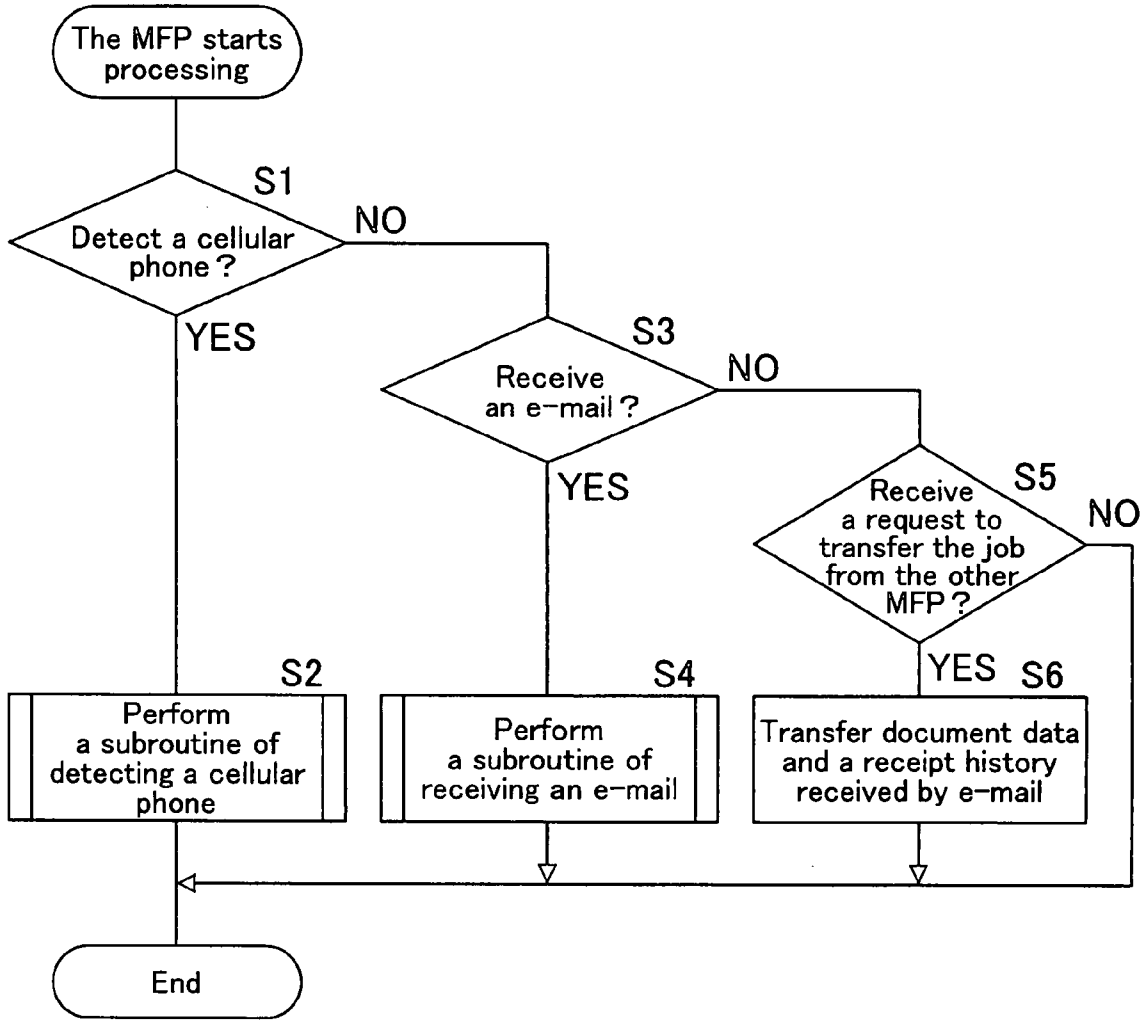 The MFP starts
processing
S1
Detect a cellular
phone?
NO
YES
S3
Receive
an e-mail?
NO
YES
S5
Receive
a request to
transfer the job
from the other
MFP?
NO
YES
S2
Perform
a subroutine of
detecting a cellular
phone
S4
Perform
a subroutine of
receiving an e-mail
S6
Transfer document data
and a receipt history
received by e-mail
End